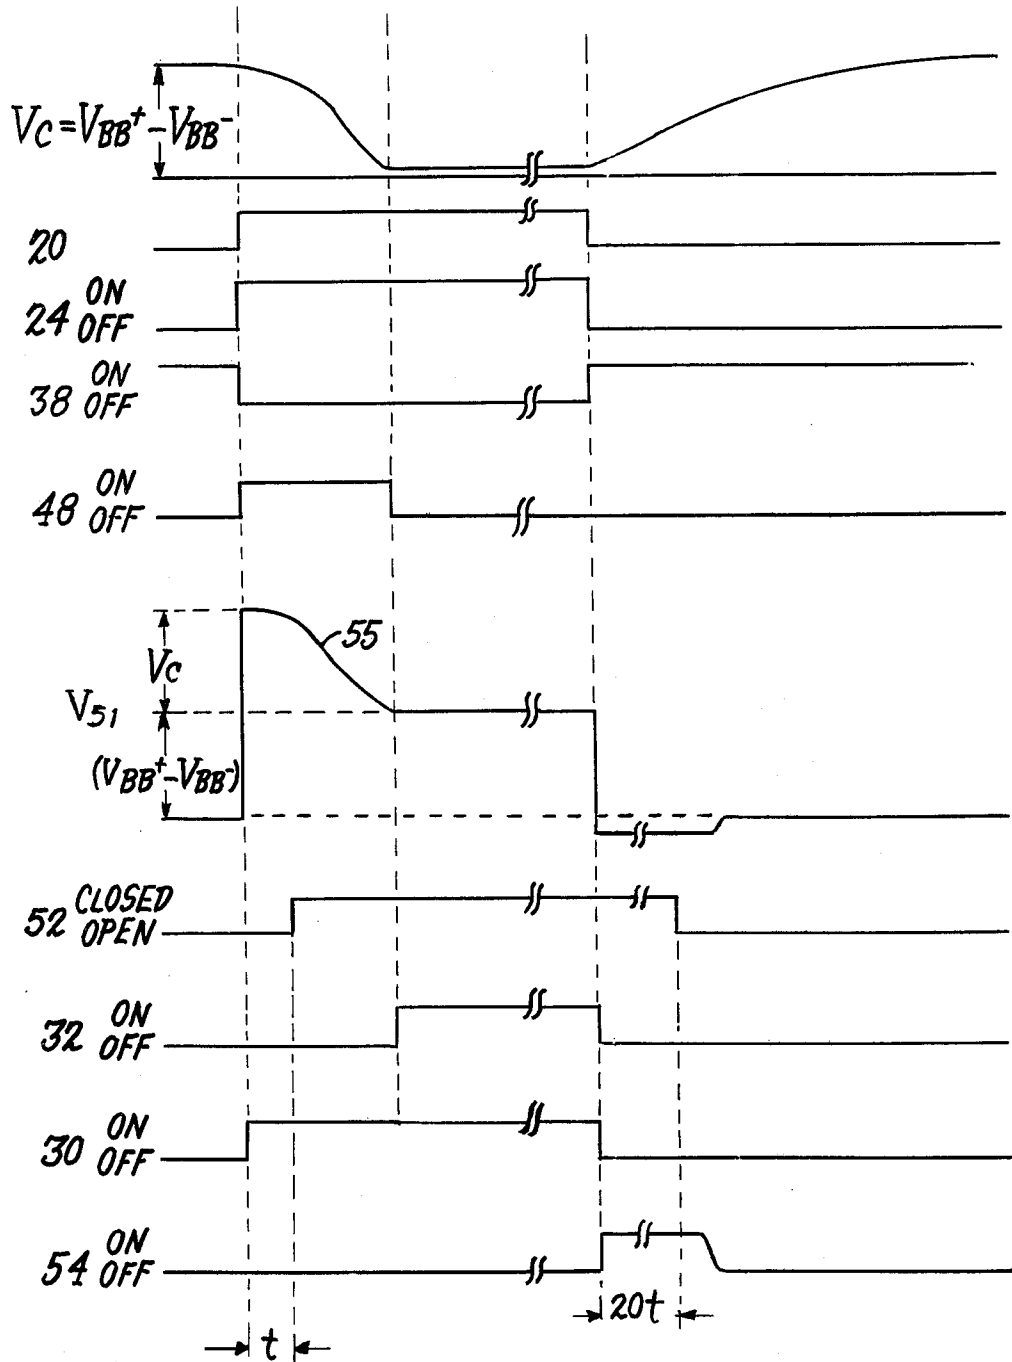 VC=VBB+-VBB-
20
24 ON
OFF
38 ON
OFF
48 ON
OFF
55
VC
V51
(VBB+-VBB-)
52 CLOSED
OPEN
32 ON
OFF
30 ON
OFF
54 ON
OFF
20t
t